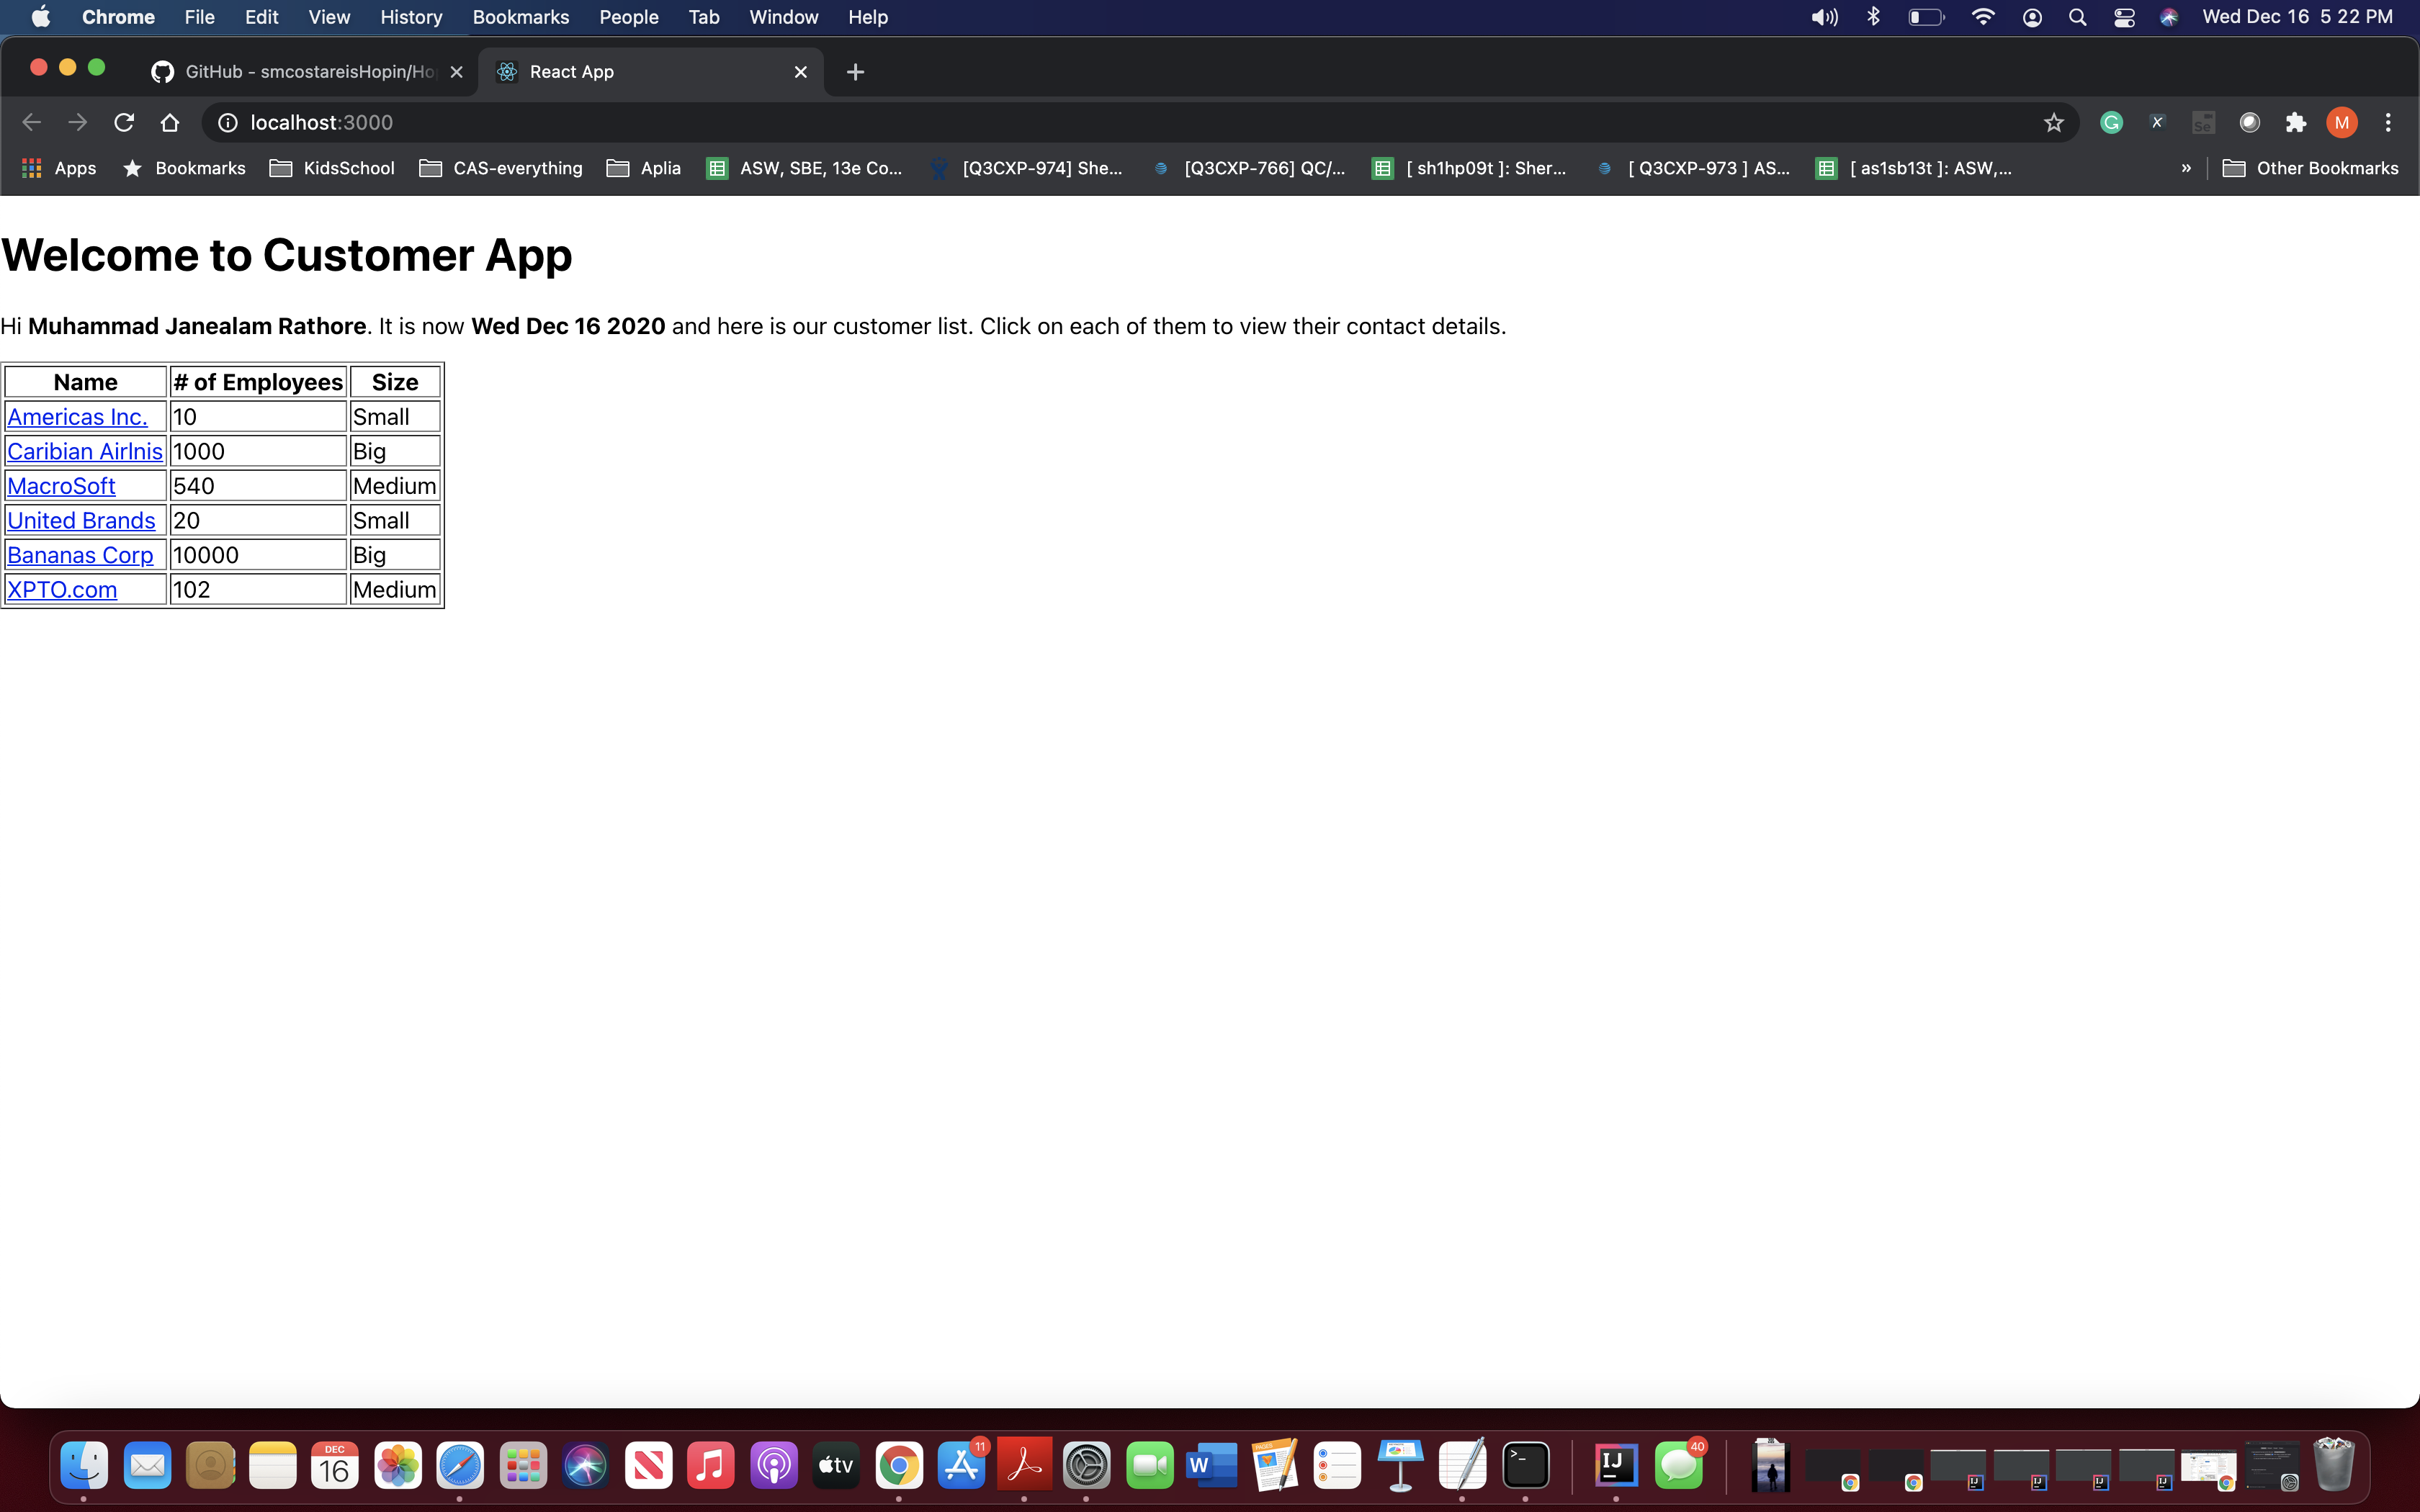 Chrome File Edit View History Bookmarks People Tab Window Help Wed Dec 16 5 22 PM
GitHub - smcostareisHopin/Ho React App
localhost:3000 Se M
Apps Bookmarks KidsSchool CAS-everything Aplia ASW, SBE, 13e Co... [Q3CXP-974] She... [Q3CXP-766] QC/... [ sh1hp09t ]: Sher... [ Q3CXP-973 ] AS... [ as1sb13t ]: ASW,... » Other Bookmarks
Welcome to Customer App
Hi Muhammad Janealam Rathore. It is now Wed Dec 16 2020 and here is our customer list. Click on each of them to view their contact details.
Name # of Employees Size
Americas Inc. 10 Small
Caribian Airlnis 1000 Big
MacroSoft 540 Medium
United Brands 20 Small
Bananas Corp 10000 Big
XPTO.com 102 Medium
DEC 16 tv 11 W PAGES >_ IJ 40